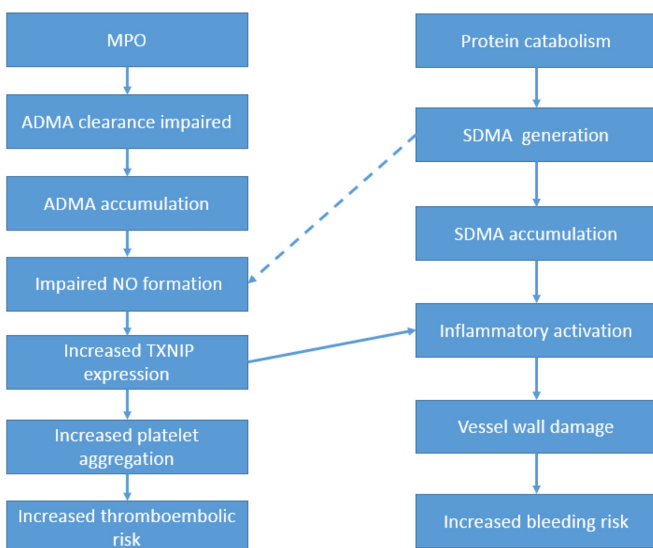 MPO
ADMA clearance impaired
ADMA accumulation
Impaired NO formation
Increased TXNIP
expression
Increased platelet
aggregation
Increased thromboembolic
risk
Protein catabolism
SDMA generation
SDMA accumulation
Inflammatory activation
Vessel wall damage
Increased bleeding risk